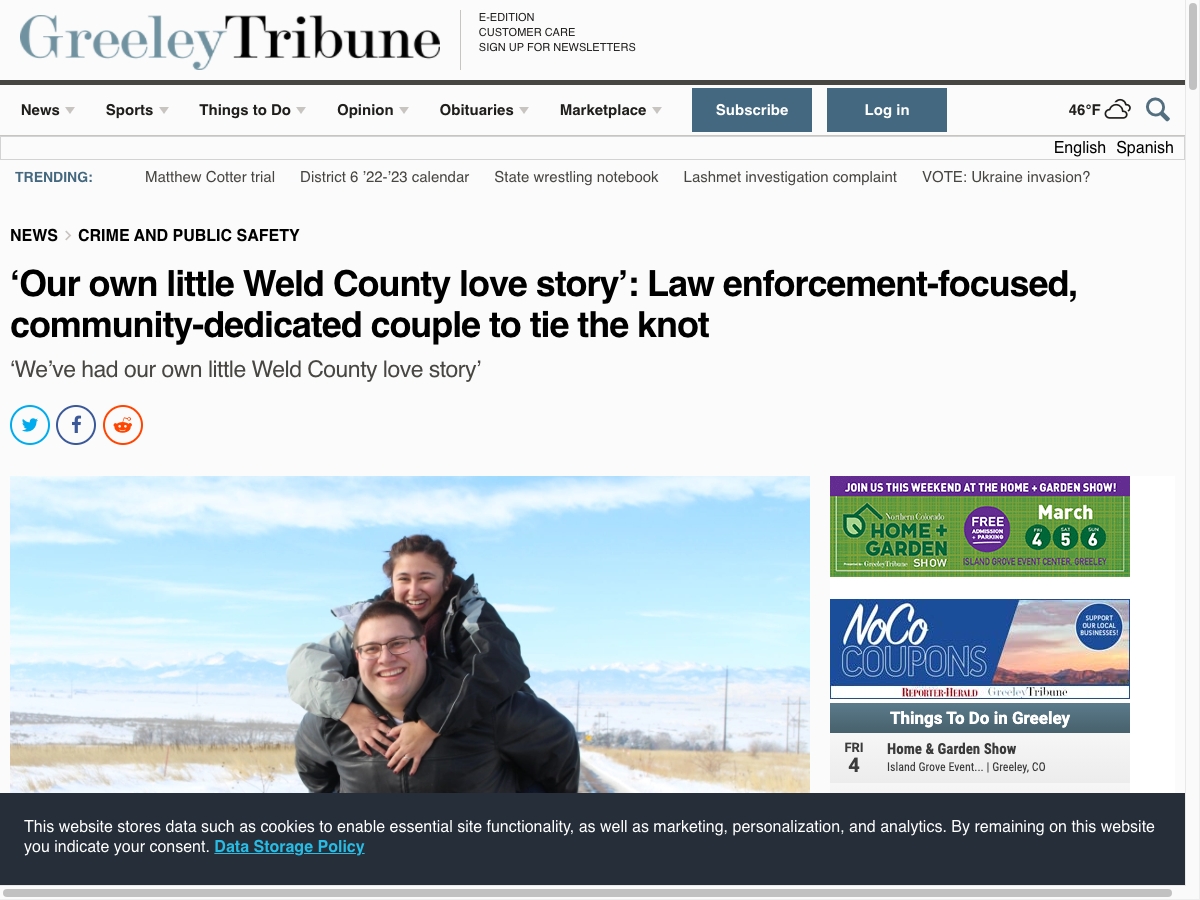 GreeleyTribune
E-EDITION
CUSTOMER CARE
SIGN UP FOR NEWSLETTERS
News Sports Things to Do Opinion Obituaries Marketplace Subscribe Log in 46°F
English Spanish
TRENDING: Matthew Cotter trial District 6 ’22-’23 calendar State wrestling notebook Lashmet investigation complaint VOTE: Ukraine invasion?
NEWS > CRIME AND PUBLIC SAFETY
‘Our own little Weld County love story’: Law enforcement-focused,
community-dedicated couple to tie the knot
‘We’ve had our own little Weld County love story’
JOIN US THIS WEEKEND AT THE HOME + GARDEN SHOW!
Northern Colorado
HOME +
GARDEN
SHOW
Presented by GreeleyTribune
FREE
ADMISSION
+ PARKING
March
FRI 4 SAT 5 SUN 6
ISLAND GROVE EVENT CENTER, GREELEY
NoCo
COUPONS
SUPPORT
OUR LOCAL
BUSINESSES!
REPORTER-HERALD GreeleyTribune
Things To Do in Greeley
FRI
4
Home & Garden Show
Island Grove Event... | Greeley, CO
This website stores data such as cookies to enable essential site functionality, as well as marketing, personalization, and analytics. By remaining on this website
you indicate your consent. Data Storage Policy